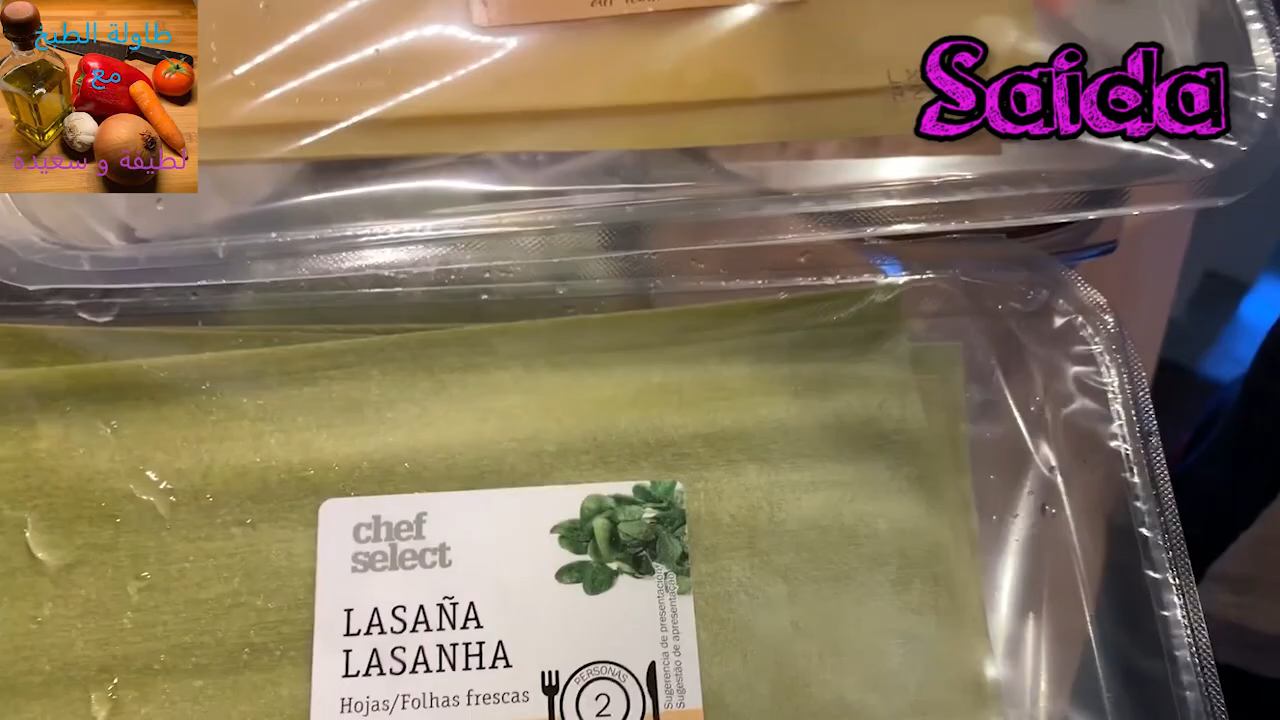 طاولة الطبخ
مع
لطيفة و سعيدة
Saida
chef
select
LASAÑA
LASANHA
Hojas/Folhas frescas
PERSONAS
2
Sugerencia de presentación/
Sugestão de apresentação